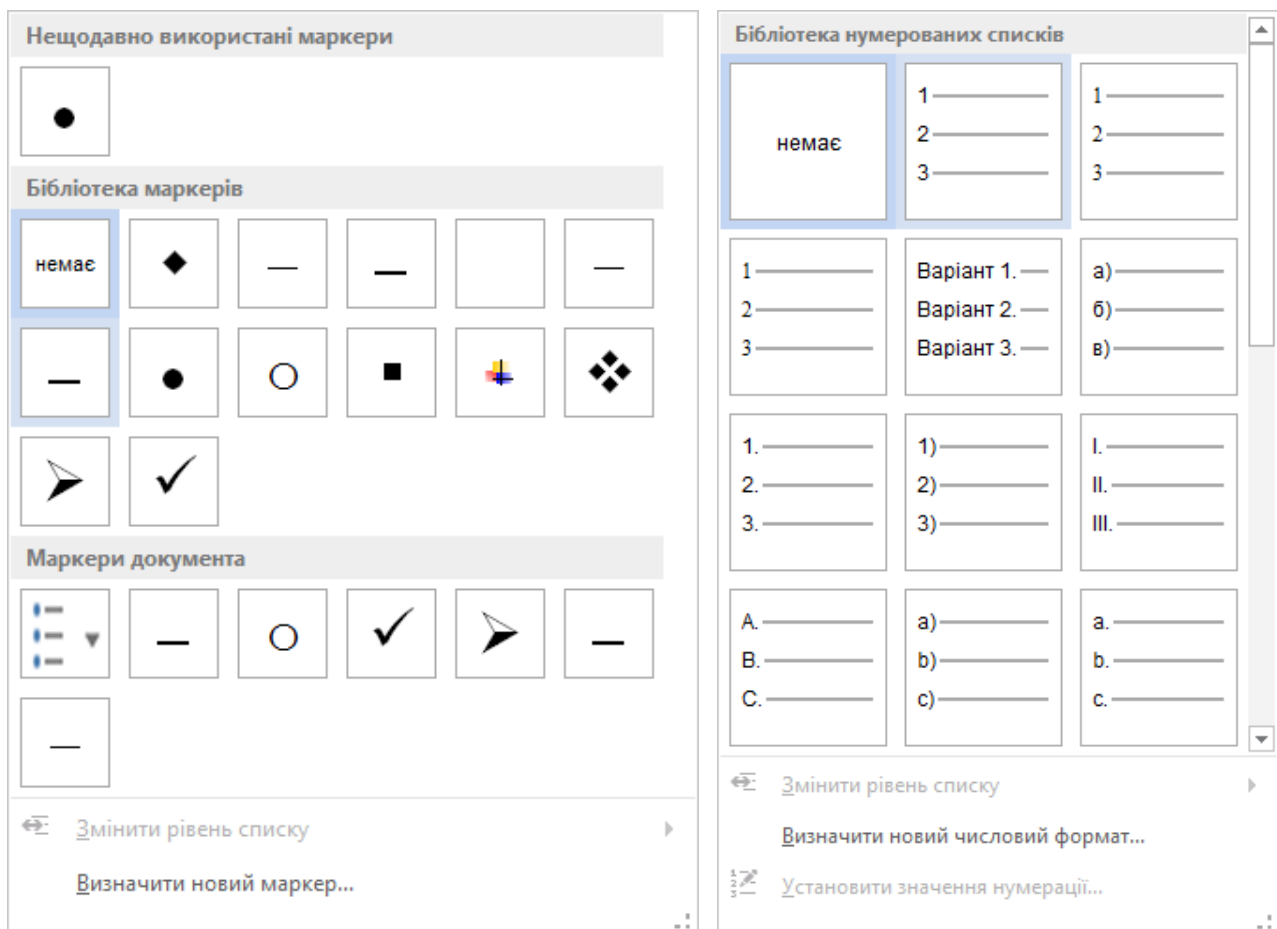 Нещодавно використані маркери
Бібліотека маркерів
немає
Маркери документа
Змінити рівень списку
Визначити новий маркер...
Бібліотека нумерованих списків
немає
1
2
3
1
2
3
1
2
3
Варіант 1.
Варіант 2.
Варіант 3.
а)
б)
в)
1.
2.
3.
1)
2)
3)
I.
II.
III.
A.
B.
C.
a)
b)
c)
a.
b.
c.
Змінити рівень списку
Визначити новий числовий формат...
Установити значення нумерації...